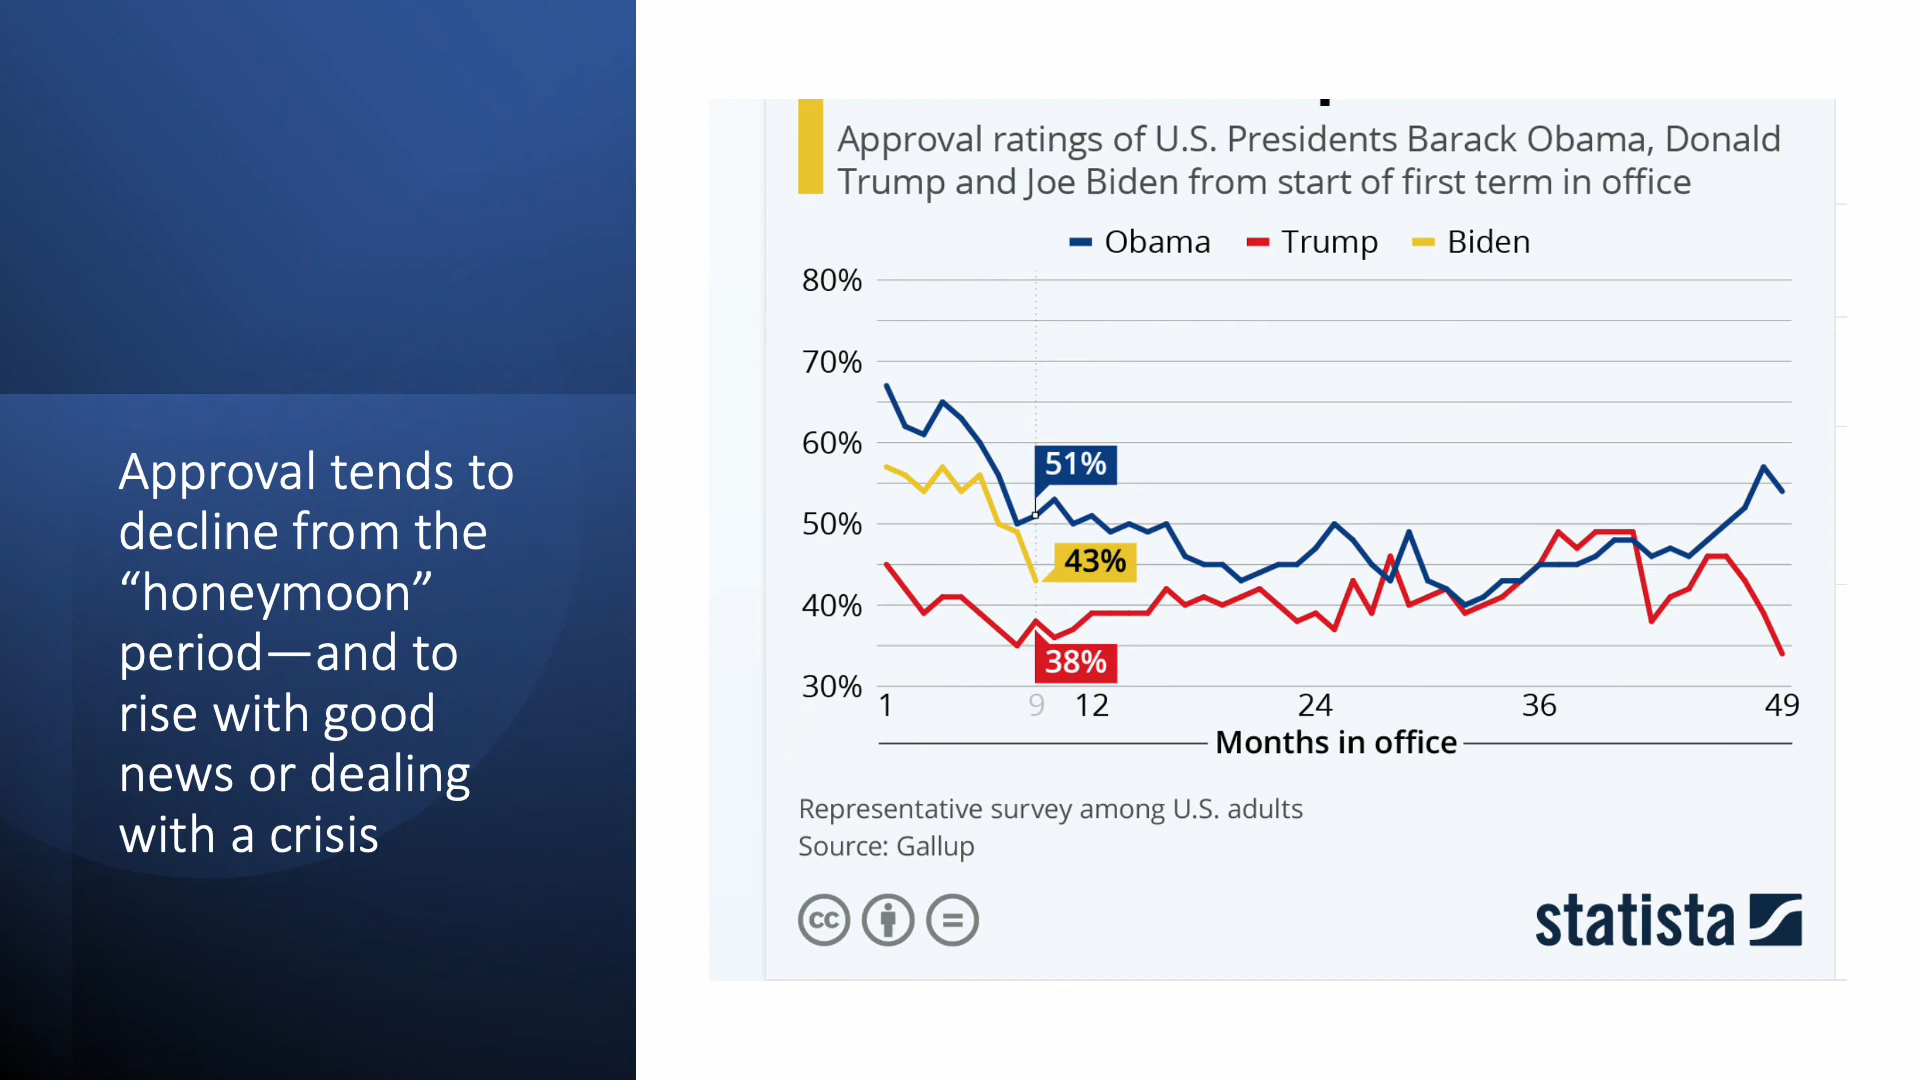 Approval tends to
decline from the
“honeymoon”
period—and to
rise with good
news or dealing
with a crisis
Approval ratings of U.S. Presidents Barack Obama, Donald
Trump and Joe Biden from start of first term in office
Obama Trump Biden
80%
70%
60%
50%
40%
30%
51%
43%
38%
1 9 12 24 36 49
Months in office
Representative survey among U.S. adults
Source: Gallup
cc =
statista